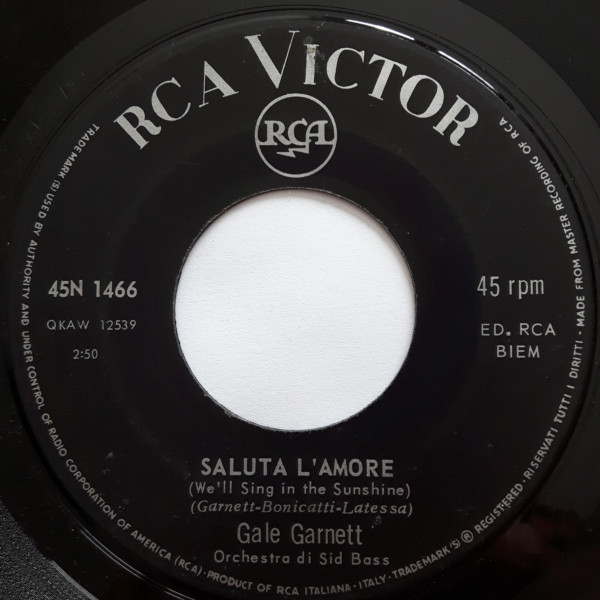 RCA VICTOR
RCA
45N 1466
QKAW 12539
2:50
45 rpm
ED. RCA
BIEM
SALUTA L'AMORE
(We'll Sing in the Sunshine)
(Garnett-Bonicatti-Latessa)
Gale Garnett
Orchestra di Sid Bass
TRADEMARK (S) USED BY AUTHORITY AND UNDER CONTROL OF RADIO CORPORATION OF AMERICA (RCA) · PRODUCT OF RCA ITALIANA · ITALY · TRADEMARK (S) ® REGISTERED · RISERVATI TUTTI I DIRITTI · MADE FROM MASTER RECORDING OF RCA